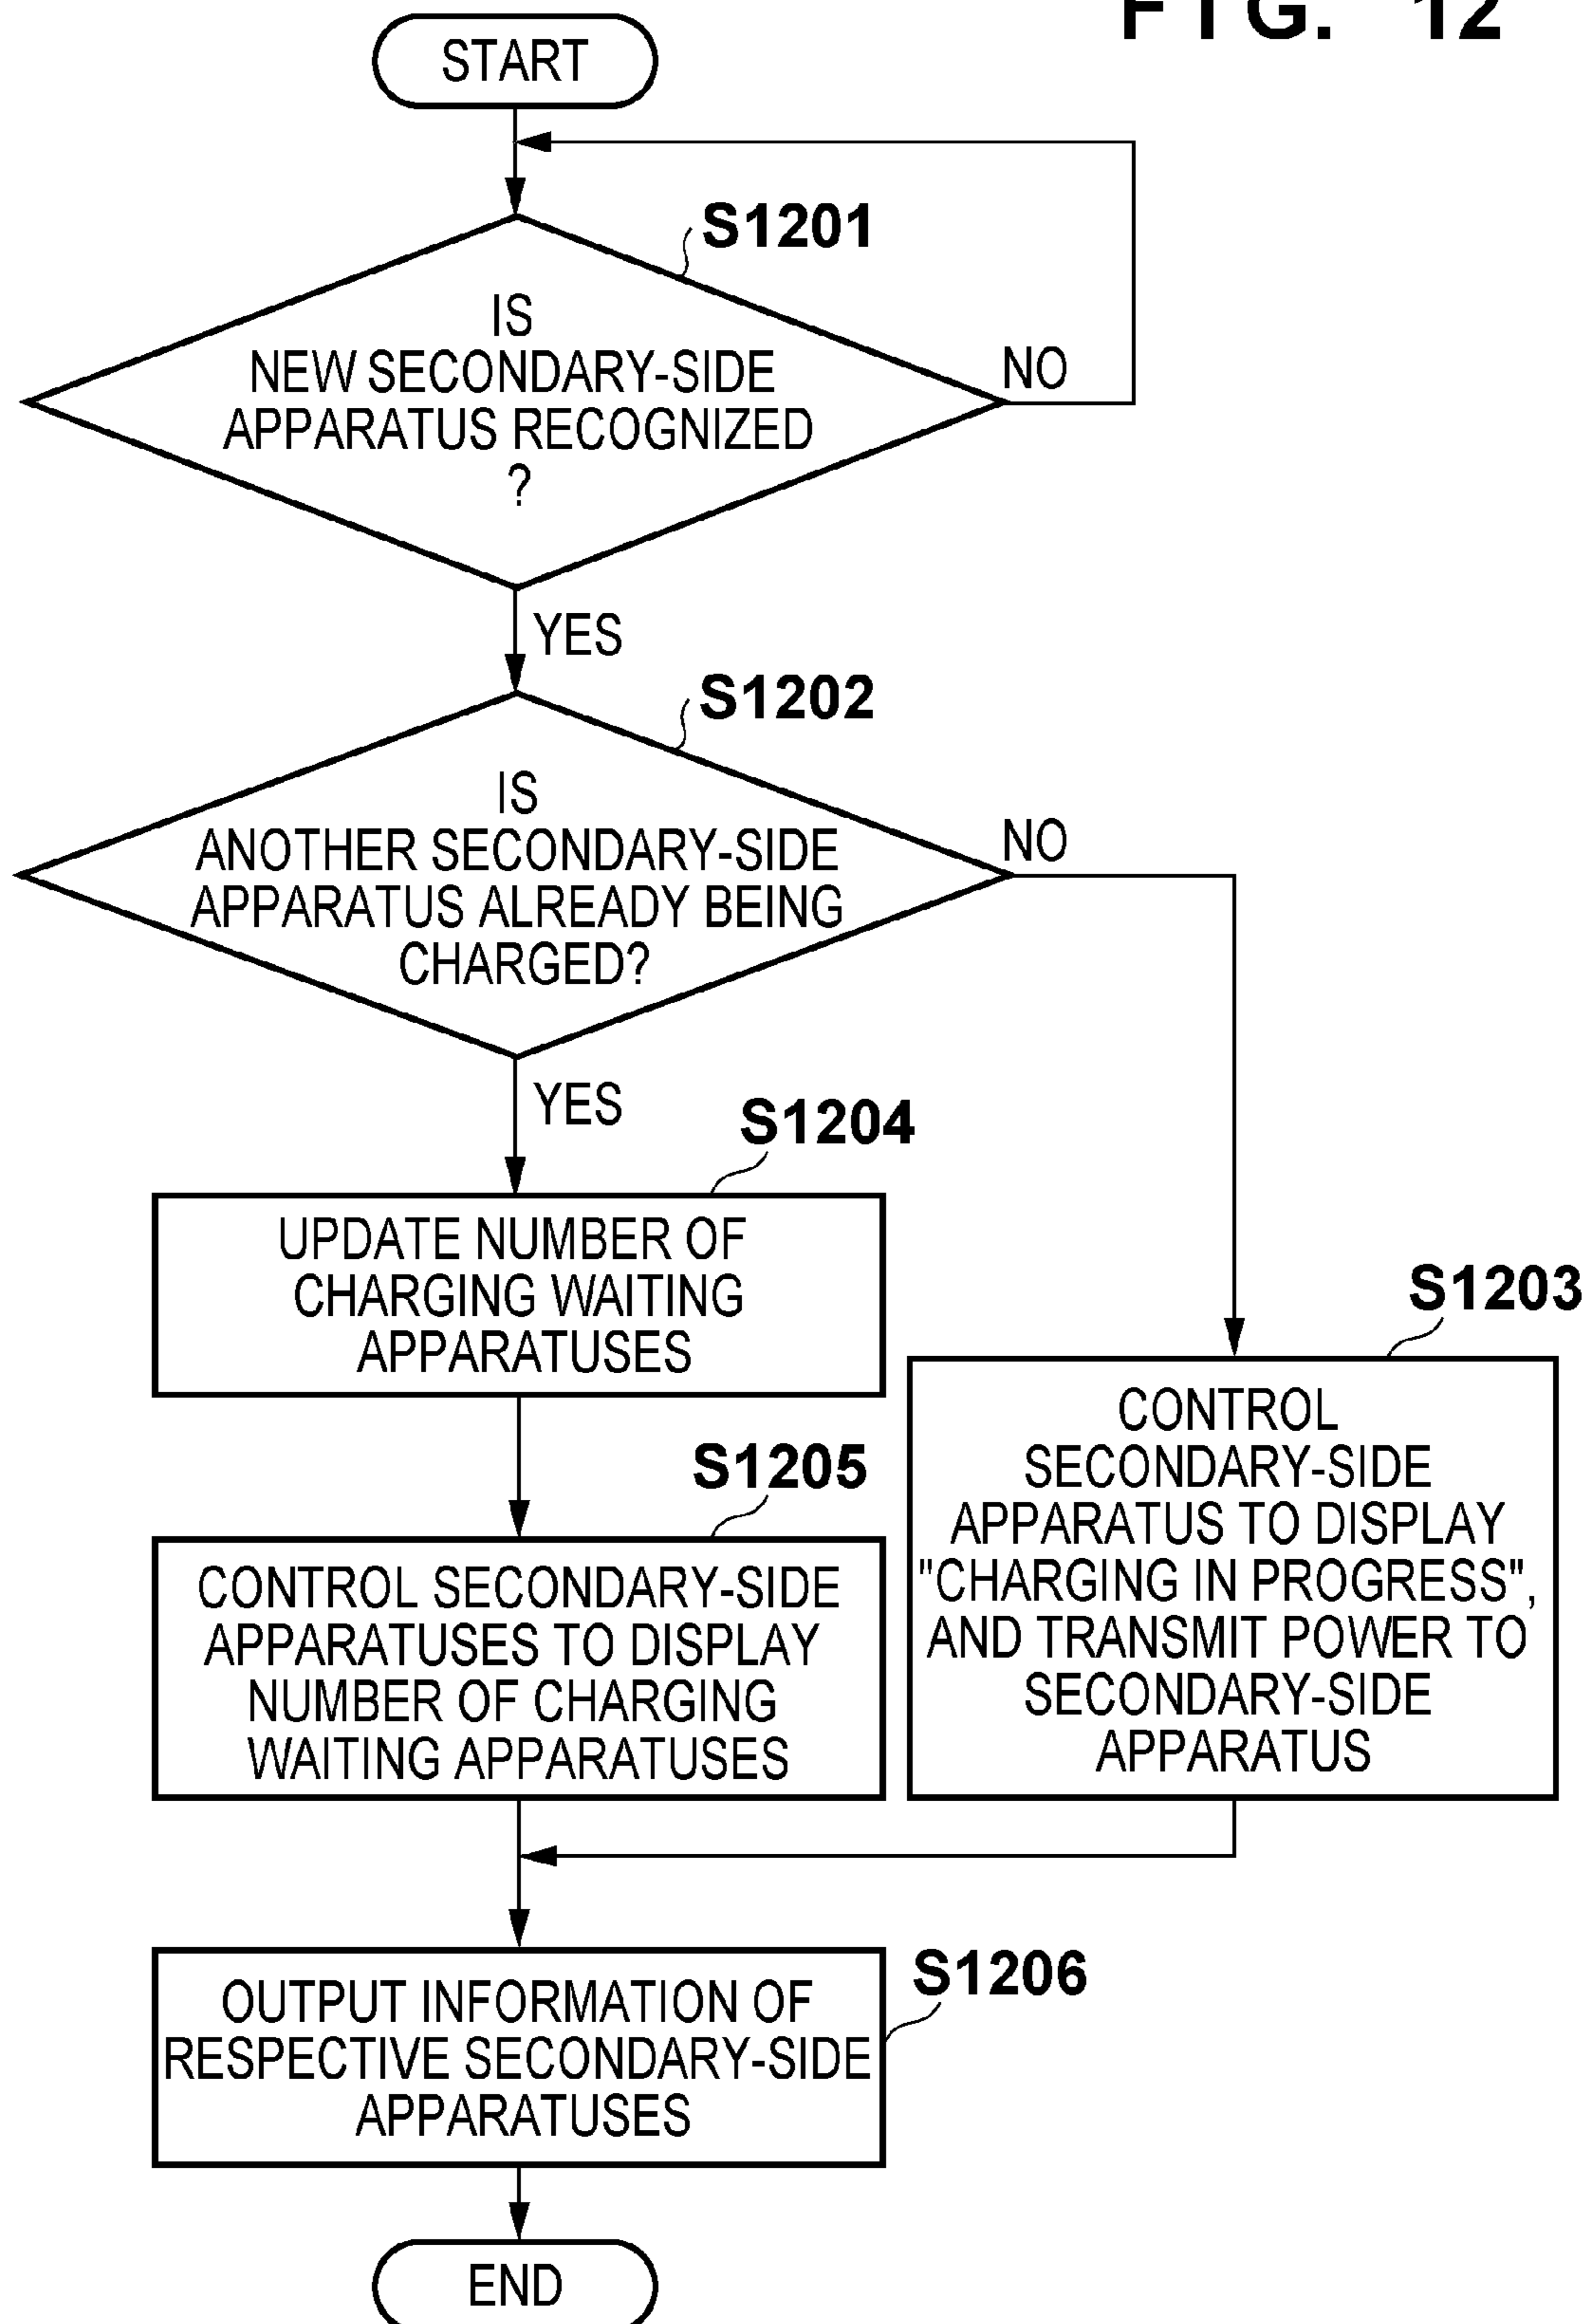 FIG. 12
START
S1201
IS
NEW SECONDARY-SIDE
APPARATUS RECOGNIZED
?
NO
YES
S1202
IS
ANOTHER SECONDARY-SIDE
APPARATUS ALREADY BEING
CHARGED?
NO
YES
S1204
UPDATE NUMBER OF
CHARGING WAITING
APPARATUSES
S1203
CONTROL
SECONDARY-SIDE
APPARATUS TO DISPLAY
"CHARGING IN PROGRESS",
AND TRANSMIT POWER TO
SECONDARY-SIDE
APPARATUS
S1205
CONTROL SECONDARY-SIDE
APPARATUSES TO DISPLAY
NUMBER OF CHARGING
WAITING APPARATUSES
S1206
OUTPUT INFORMATION OF
RESPECTIVE SECONDARY-SIDE
APPARATUSES
END